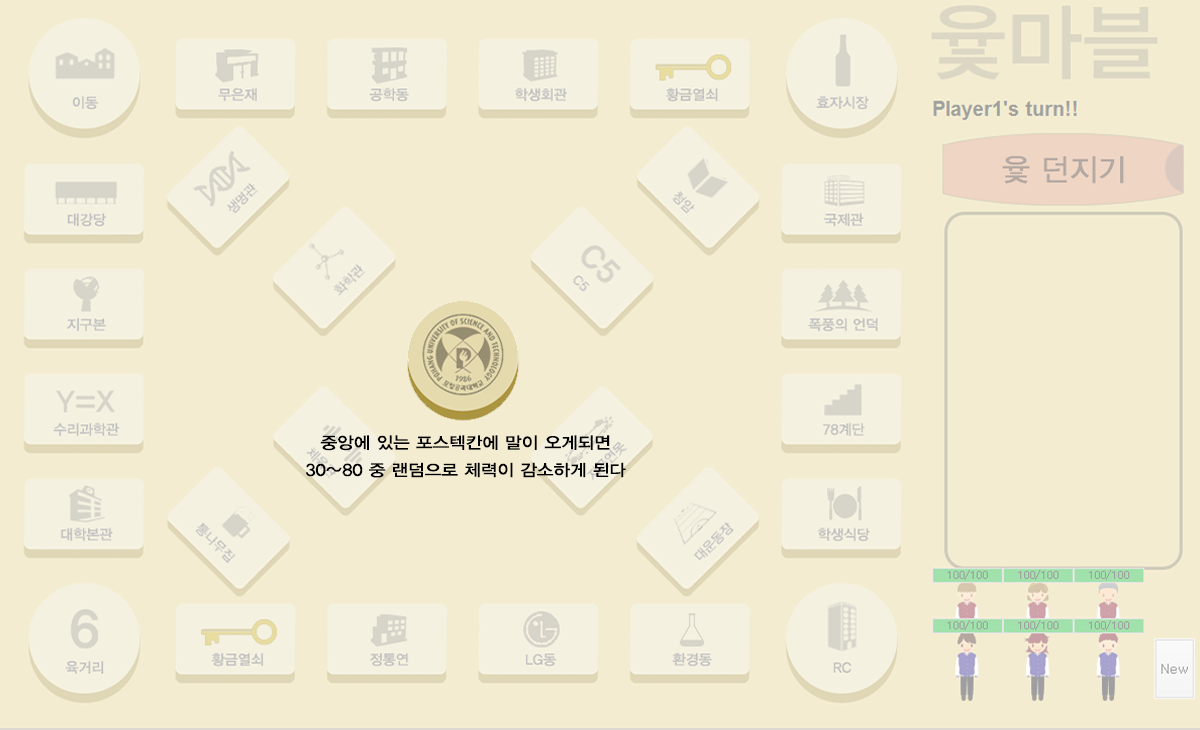 윷마블
Player1's turn!!
윷 던지기
이동
무은재
공학동
학생회관
황금열쇠
효자시장
대강당
생명관
청암
국제관
지구본
화학관
C5
C5
폭풍의 언덕
POHANG UNIVERSITY OF SCIENCE AND TECHNOLOGY
1986
포항공과대학교
Y=X
수리과학관
78계단
중앙에 있는 포스텍칸에 말이 오게되면
30~80 중 랜덤으로 체력이 감소하게 된다
대학본관
통나무집
대운동장
학생식당
6
육거리
황금열쇠
정통연
LG동
환경동
RC
100/100
100/100
100/100
100/100
100/100
100/100
New